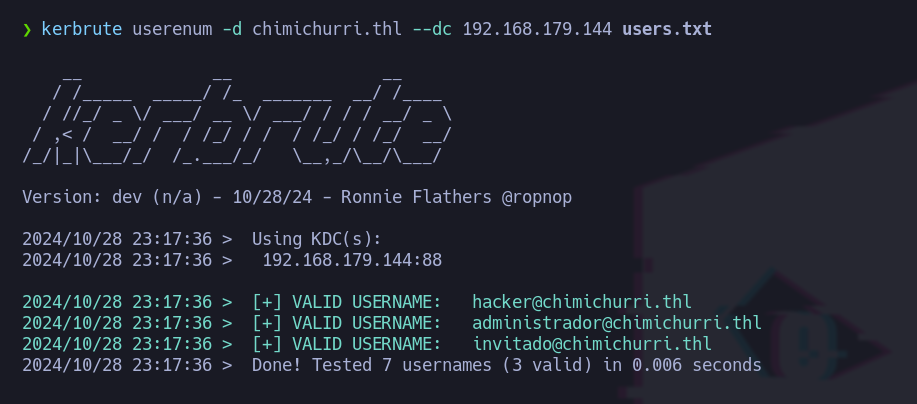 ❯ kerbrute userenum -d chimichurri.thl --dc 192.168.179.144 users.txt
    __             __               __
   / /_____  _____/ /_  _______  __/ /____
  / //_/ _ \/ ___/ __ \/ ___/ / / / __/ _ \
 / ,< /  __/ /  / /_/ / /  / /_/ / /_/  __/
/_/|_|\___/_/  /_.___/_/   \__,_/\__/\___/
Version: dev (n/a) - 10/28/24 - Ronnie Flathers @ropnop
2024/10/28 23:17:36 >  Using KDC(s):
2024/10/28 23:17:36 >   192.168.179.144:88
2024/10/28 23:17:36 >  [+] VALID USERNAME:   hacker@chimichurri.thl
2024/10/28 23:17:36 >  [+] VALID USERNAME:   administrador@chimichurri.thl
2024/10/28 23:17:36 >  [+] VALID USERNAME:   invitado@chimichurri.thl
2024/10/28 23:17:36 >  Done! Tested 7 usernames (3 valid) in 0.006 seconds